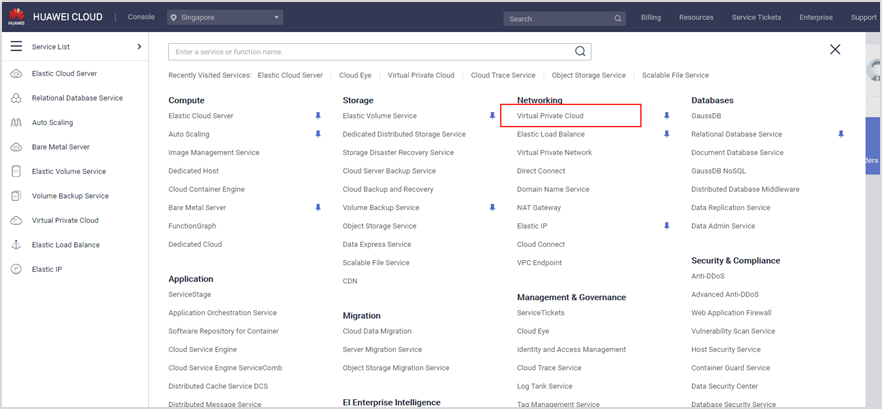 HUAWEI
HUAWEI CLOUD
Console
Singapore
Search
Billing
Resources
Service Tickets
Enterprise
Support
Service List
Elastic Cloud Server
Relational Database Service
Auto Scaling
Bare Metal Server
Elastic Volume Service
Volume Backup Service
Virtual Private Cloud
Elastic Load Balance
Elastic IP
Enter a service or function name.
Recently Visited Services: Elastic Cloud Server | Cloud Eye | Virtual Private Cloud | Cloud Trace Service | Object Storage Service | Scalable File Service
Compute
Elastic Cloud Server
Auto Scaling
Image Management Service
Dedicated Host
Cloud Container Engine
Bare Metal Server
FunctionGraph
Dedicated Cloud
Application
ServiceStage
Application Orchestration Service
Software Repository for Container
Cloud Service Engine
Cloud Service Engine ServiceComb
Distributed Cache Service DCS
Distributed Message Service
Storage
Elastic Volume Service
Dedicated Distributed Storage Service
Storage Disaster Recovery Service
Cloud Server Backup Service
Cloud Backup and Recovery
Volume Backup Service
Object Storage Service
Data Express Service
Scalable File Service
CDN
Migration
Cloud Data Migration
Server Migration Service
Object Storage Migration Service
EI Enterprise Intelligence
Networking
Virtual Private Cloud
Elastic Load Balance
Virtual Private Network
Direct Connect
Domain Name Service
NAT Gateway
Elastic IP
Cloud Connect
VPC Endpoint
Management & Governance
ServiceTickets
Cloud Eye
Identity and Access Management
Cloud Trace Service
Log Tank Service
Tag Management Service
Databases
GaussDB
Relational Database Service
Document Database Service
GaussDB NoSQL
Distributed Database Middleware
Data Replication Service
Data Admin Service
Security & Compliance
Anti-DDoS
Advanced Anti-DDoS
Web Application Firewall
Vulnerability Scan Service
Host Security Service
Container Guard Service
Data Security Center
Database Security Service
ders